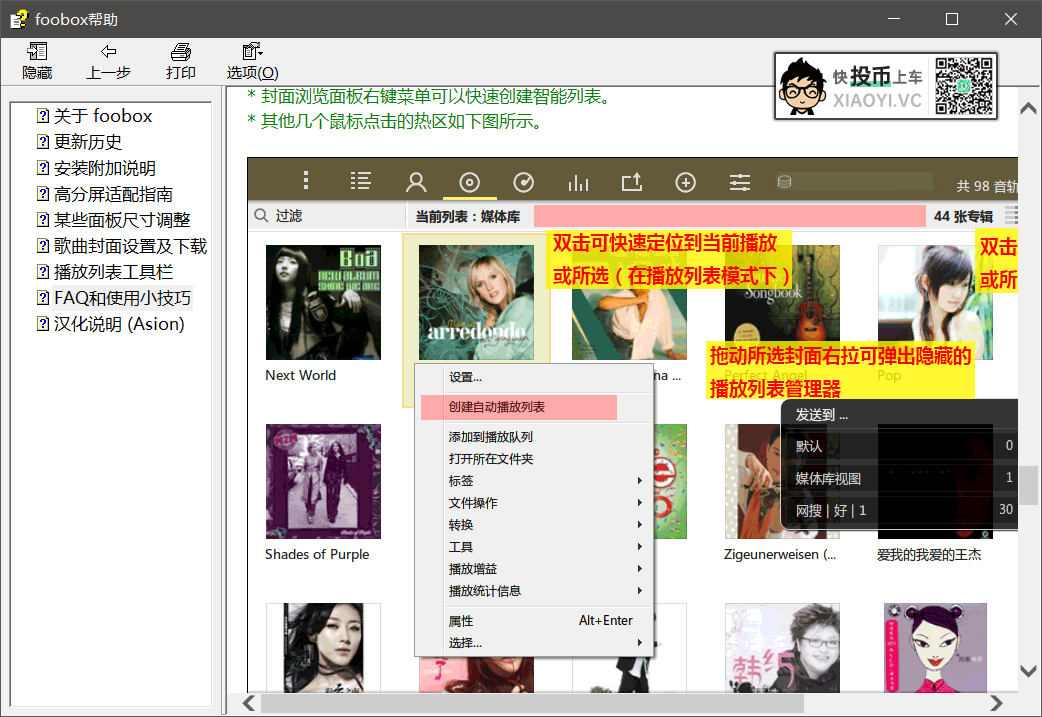 foobox帮助
隐藏
上一步
打印
选项(O)
快投币上车
XIAOYI.VC
关于 foobox
更新历史
安装附加说明
高分屏适配指南
某些面板尺寸调整
歌曲封面设置及下载
播放列表工具栏
FAQ和使用小技巧
汉化说明 (Asion)
* 封面浏览面板右键菜单可以快速创建智能列表。
* 其他几个鼠标点击的热区如下图所示。
共 98 音轨
过滤
当前列表：媒体库
44 张专辑
双击可快速定位到当前播放
或所选（在播放列表模式下）
双击
或所
BoA
NEW ALBUM
arredondo
Songbook
Next World
na ...
Perfect Angel
Pop
拖动所选封面右拉可弹出隐藏的
播放列表管理器
设置...
创建自动播放列表
添加到播放队列
打开所在文件夹
标签
文件操作
转换
工具
播放增益
播放统计信息
属性 Alt+Enter
选择...
发送到 ...
默认 0
媒体库视图 1
网搜 | 好 | 1 30
Shades of Purple
Zigeunerweisen (...
爱我的我爱的王杰
韩红